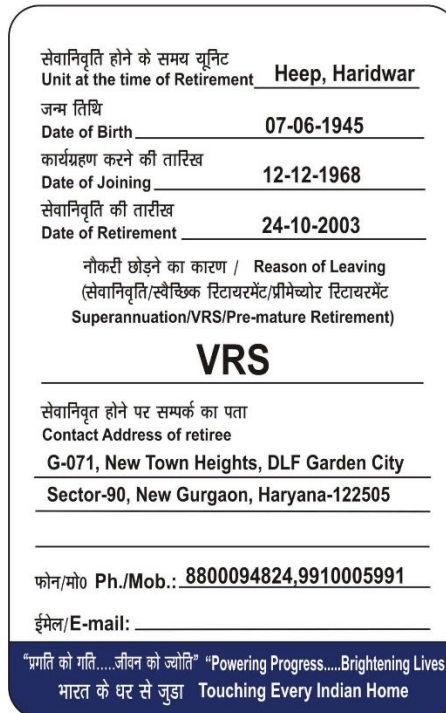 सेवानिवृति होने के समय यूनिट
Unit at the time of Retirement Heep, Haridwar
जन्म तिथि
Date of Birth 07-06-1945
कार्यग्रहण करने की तारिख
Date of Joining 12-12-1968
सेवानिवृति की तारीख
Date of Retirement 24-10-2003
नौकरी छोड़ने का कारण / Reason of Leaving
(सेवानिवृति/स्वैच्छिक रिटायरमेंट/प्रीमेच्योर रिटायरमेंट
Superannuation/VRS/Pre-mature Retirement)
VRS
सेवानिवृत होने पर सम्पर्क का पता
Contact Address of retiree
G-071, New Town Heights, DLF Garden City
Sector-90, New Gurgaon, Haryana-122505
फोन/मो० Ph./Mob.: 8800094824,9910005991
ईमेल/E-mail:
“प्रगति को गति.....जीवन को ज्योति” “Powering Progress.....Brightening Lives
भारत के धर से जुडा Touching Every Indian Home